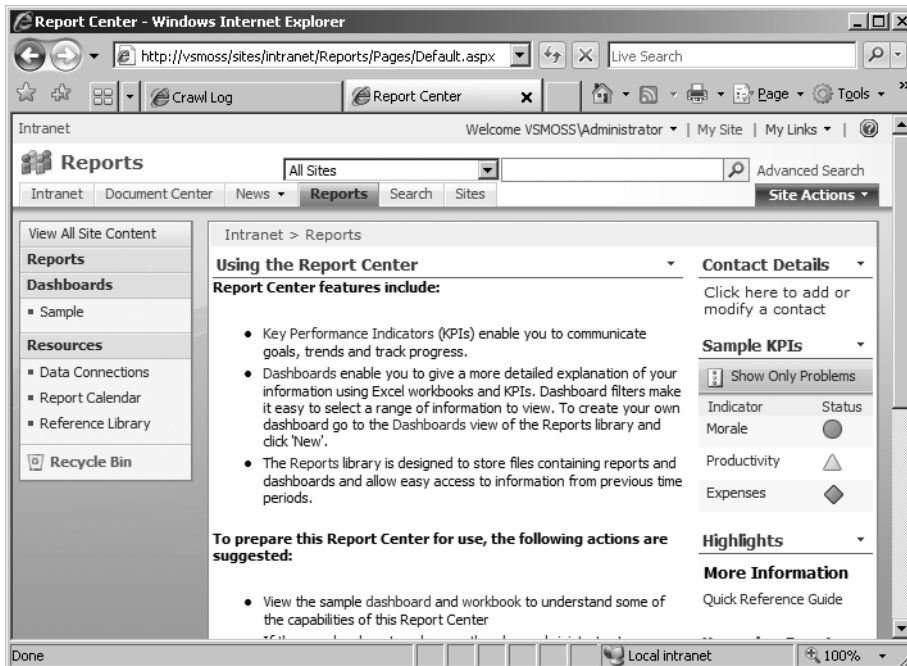 Report Center - Windows Internet Explorer
http://vsmoss/sites/intranet/Reports/Pages/Default.aspx
Live Search
Crawl Log
Report Center
Page
Tools
Intranet
Welcome VSMOSS\Administrator
My Site
My Links
Reports
All Sites
Advanced Search
Intranet
Document Center
News
Reports
Search
Sites
Site Actions
View All Site Content
Reports
Dashboards
Sample
Resources
Data Connections
Report Calendar
Reference Library
Recycle Bin
Intranet > Reports
Using the Report Center
Report Center features include:
Key Performance Indicators (KPIs) enable you to communicate
goals, trends and track progress.
Dashboards enable you to give a more detailed explanation of your
information using Excel workbooks and KPIs. Dashboard filters make
it easy to select a range of information to view. To create your own
dashboard go to the Dashboards view of the Reports library and
click 'New'.
The Reports library is designed to store files containing reports and
dashboards and allow easy access to information from previous time
periods.
To prepare this Report Center for use, the following actions are
suggested:
View the sample dashboard and workbook to understand some of
the capabilities of this Report Center
Contact Details
Click here to add or
modify a contact
Sample KPIs
Show Only Problems
Indicator Status
Morale
Productivity
Expenses
Highlights
More Information
Quick Reference Guide
Done
Local intranet
100%